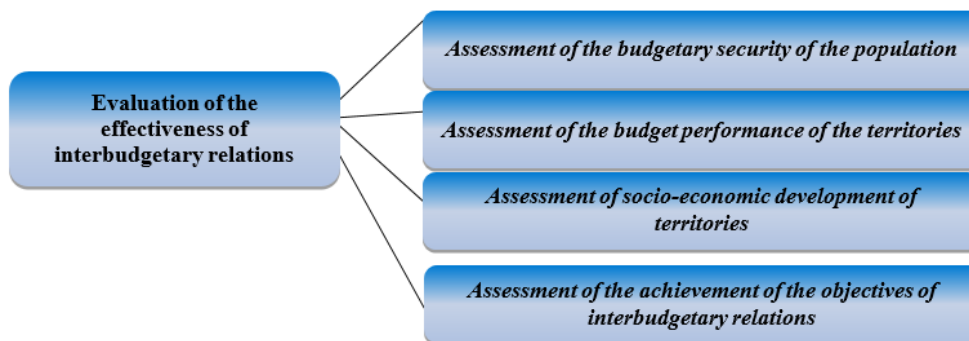 Evaluation of the
effectiveness of
interbudgetary relations
Assessment of the budgetary security of the population
Assessment of the budget performance of the territories
Assessment of socio-economic development of
territories
Assessment of the achievement of the objectives of
interbudgetary relations